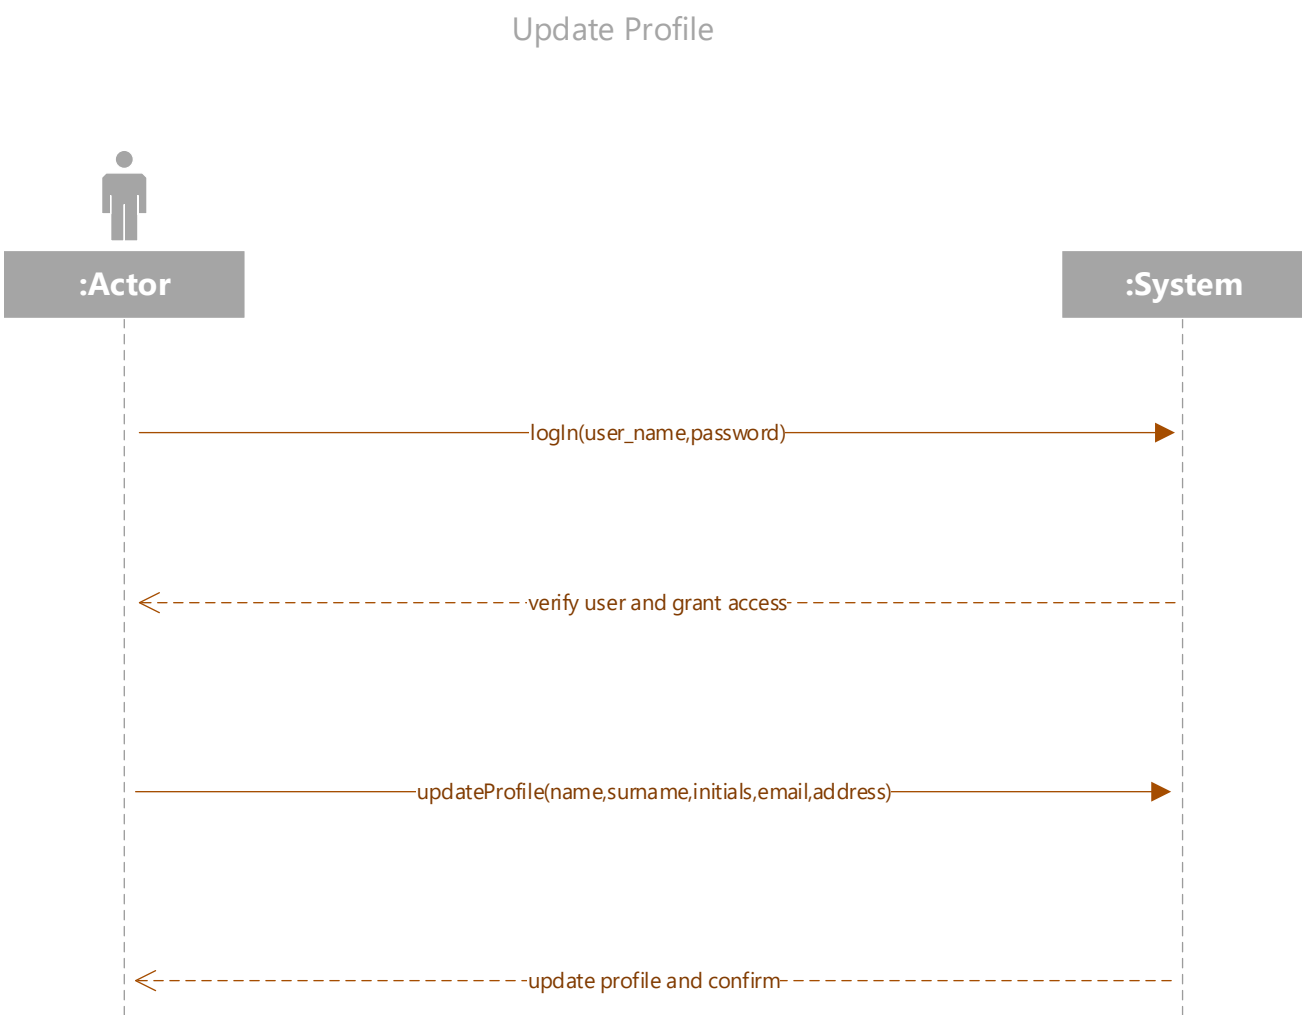 Update Profile
:Actor
:System
logIn(user_name,password)
verify user and grant access
updateProfile(name,surname,initials,email,address)
update profile and confirm